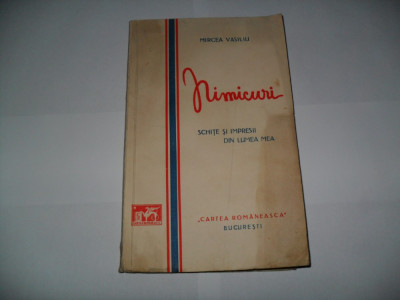 MIRCEA VASILIU
Nimicuri
SCHIȚE ȘI IMPRESII
DIN LUMEA MEA
„CARTEA ROMÂNEASCĂ"
BUCUREȘTI